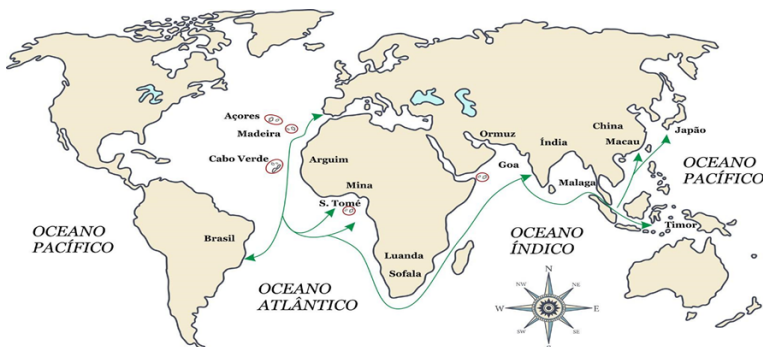 Açores
Madeira
Cabo Verde
Arguim
Mina
S. Tomé
Brasil
Luanda
Sofala
Ormuz
Goa
Índia
China
Macau
Japão
Malaga
Timor
OCEANO
PACÍFICO
OCEANO
ATLÂNTICO
OCEANO
ÍNDICO
OCEANO
PACÍFICO
N
NW
NE
W
E
SW
SE
S